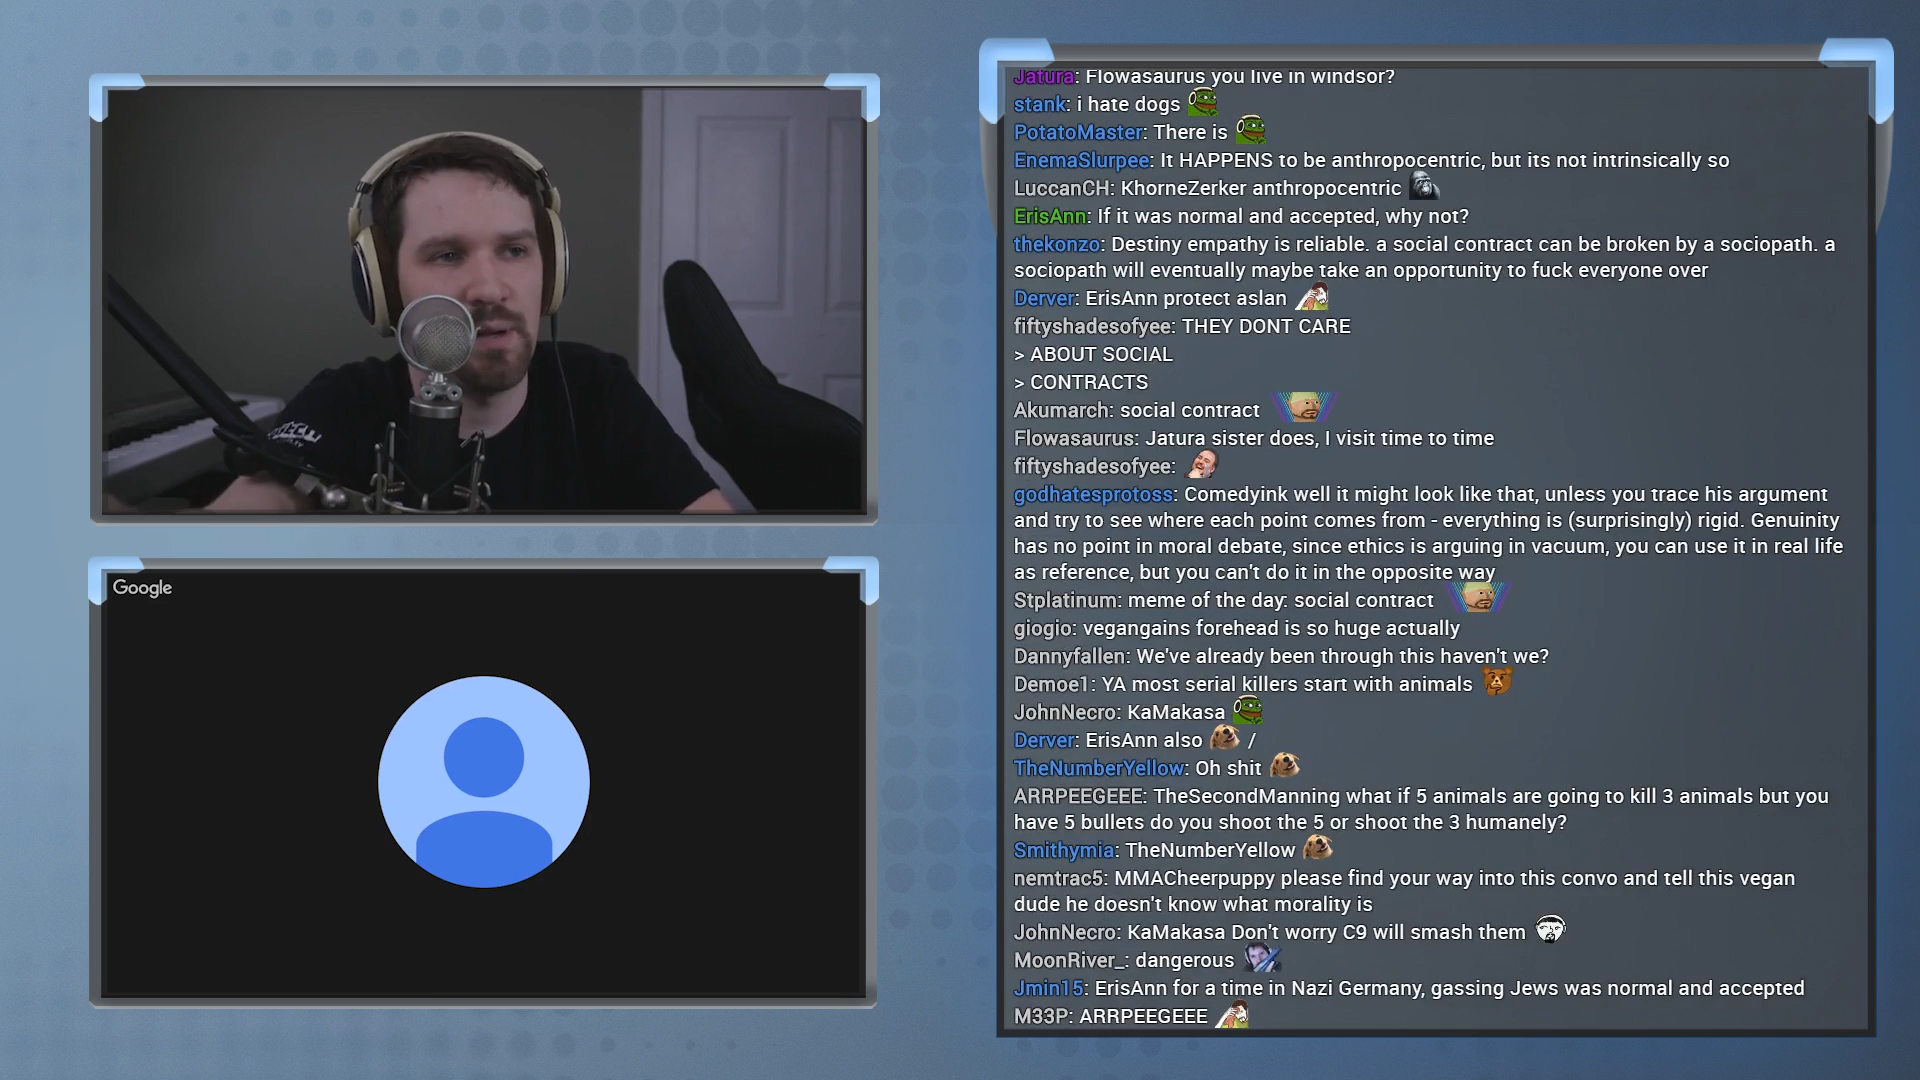 Jatura: Flowasaurus you live in windsor?
stank: i hate dogs
PotatoMaster: There is
EnemaSlurpee: It HAPPENS to be anthropocentric, but its not intrinsically so
LuccanCH: KhorneZerker anthropocentric
ErisAnn: If it was normal and accepted, why not?
thekonzo: Destiny empathy is reliable. a social contract can be broken by a sociopath. a
sociopath will eventually maybe take an opportunity to fuck everyone over
Derver: ErisAnn protect aslan
fiftyshadesofyee: THEY DONT CARE
> ABOUT SOCIAL
> CONTRACTS
Akumarch: social contract
Flowasaurus: Jatura sister does, I visit time to time
fiftyshadesofyee:
godhatesprotoss: Comedyink well it might look like that, unless you trace his argument
and try to see where each point comes from - everything is (surprisingly) rigid. Genuinity
has no point in moral debate, since ethics is arguing in vacuum, you can use it in real life
as reference, but you can't do it in the opposite way
Stplatinum: meme of the day: social contract
giogio: vegangains forehead is so huge actually
Dannyfallen: We've already been through this haven't we?
Demoe1: YA most serial killers start with animals
JohnNecro: KaMakasa
Derver: ErisAnn also /
TheNumberYellow: Oh shit
ARRPEEGEEE: TheSecondManning what if 5 animals are going to kill 3 animals but you
have 5 bullets do you shoot the 5 or shoot the 3 humanely?
Smithymia: TheNumberYellow
nemtrac5: MMACheerpuppy please find your way into this convo and tell this vegan
dude he doesn't know what morality is
JohnNecro: KaMakasa Don't worry C9 will smash them
MoonRiver_: dangerous
Jmin15: ErisAnn for a time in Nazi Germany, gassing Jews was normal and accepted
M33P: ARRPEEGEEE
Google